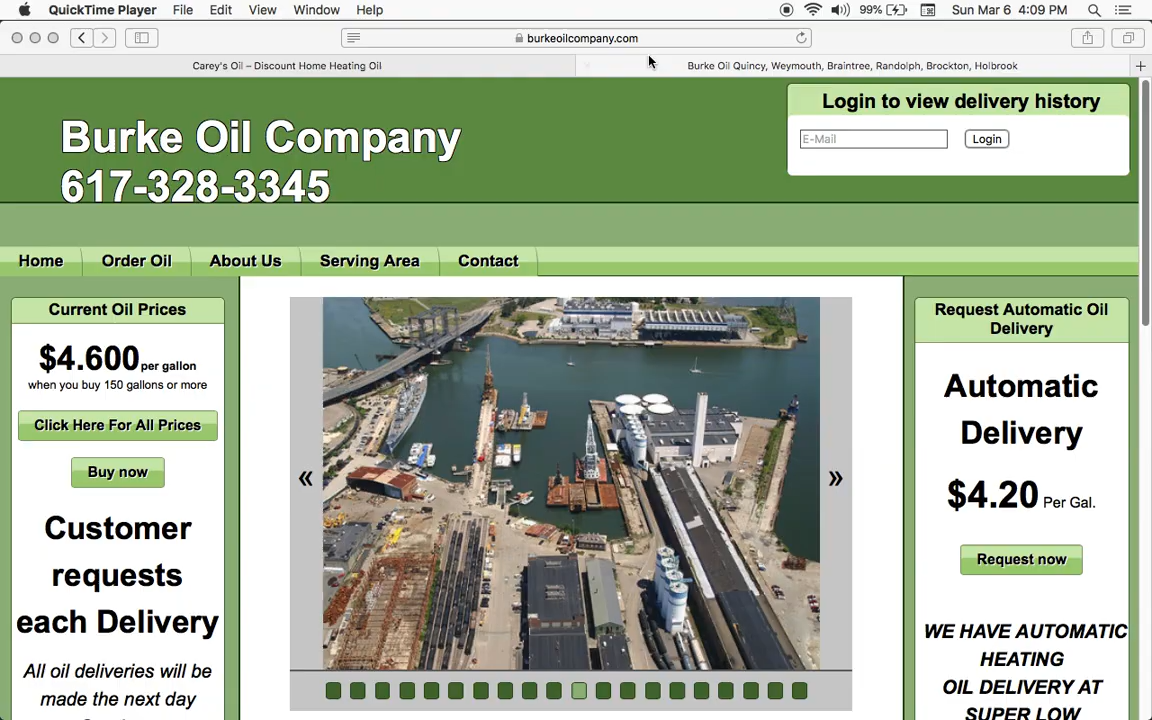 QuickTime Player File Edit View Window Help 99% Sun Mar 6 4:09 PM
burkeoilcompany.com
Carey's Oil – Discount Home Heating Oil
Burke Oil Quincy, Weymouth, Braintree, Randolph, Brockton, Holbrook
Burke Oil Company
617-328-3345
Login to view delivery history
E-Mail Login
Home Order Oil About Us Serving Area Contact
Current Oil Prices
$4.600 per gallon
when you buy 150 gallons or more
Click Here For All Prices
Buy now
Customer
requests
each Delivery
All oil deliveries will be
made the next day
«
»
Request Automatic Oil
Delivery
Automatic
Delivery
$4.20 Per Gal.
Request now
WE HAVE AUTOMATIC
HEATING
OIL DELIVERY AT
SUPER LOW